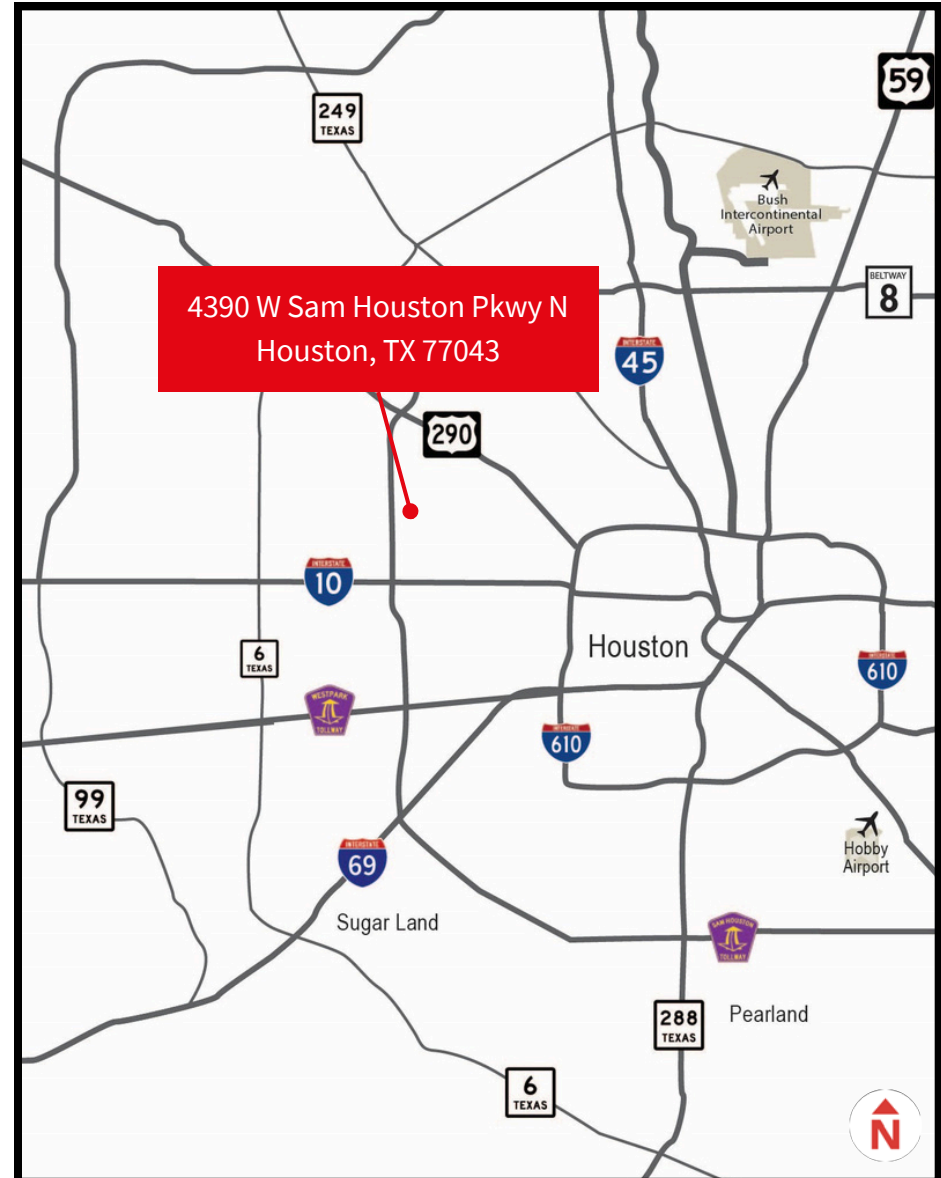 249
TEXAS
59
Bush
Intercontinental
Airport
BELTWAY
8
4390 W Sam Houston Pkwy N
Houston, TX 77043
INTERSTATE
45
290
INTERSTATE
10
6
TEXAS
Houston
INTERSTATE
610
WESTPARK
TOLLWAY
INTERSTATE
610
99
TEXAS
INTERSTATE
69
Hobby
Airport
Sugar Land
SAM HOUSTON
TOLLWAY
288
TEXAS
Pearland
6
TEXAS
N